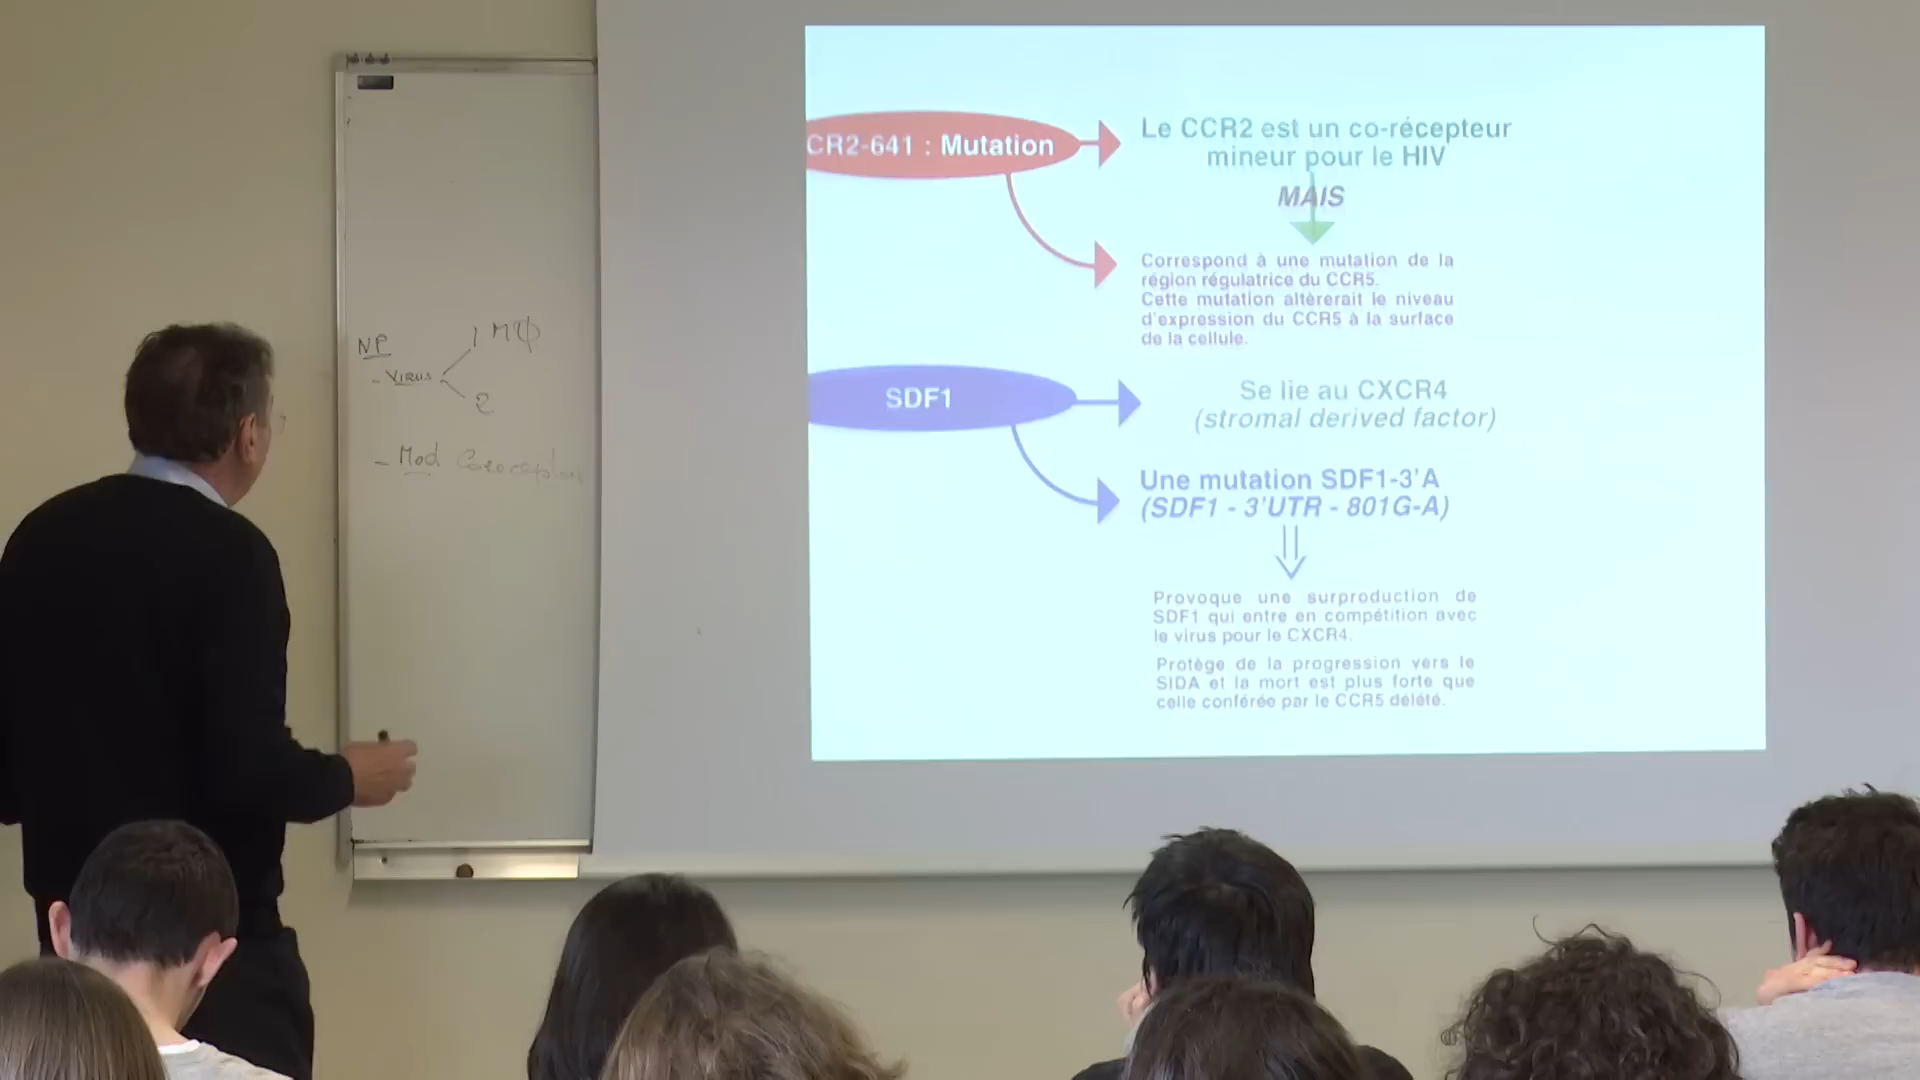 NP
- VIRUS
1 MΦ
2
- Mod Corecepteur
CR2-641 : Mutation
Le CCR2 est un co-récepteur
mineur pour le HIV
MAIS
Correspond à une mutation de la
région régulatrice du CCR5.
Cette mutation altèrerait le niveau
d'expression du CCR5 à la surface
de la cellule.
SDF1
Se lie au CXCR4
(stromal derived factor)
Une mutation SDF1-3'A
(SDF1 - 3'UTR - 801G-A)
Provoque une surproduction de
SDF1 qui entre en compétition avec
le virus pour le CXCR4.
Protège de la progression vers le
SIDA et la mort est plus forte que
celle conférée par le CCR5 délété.